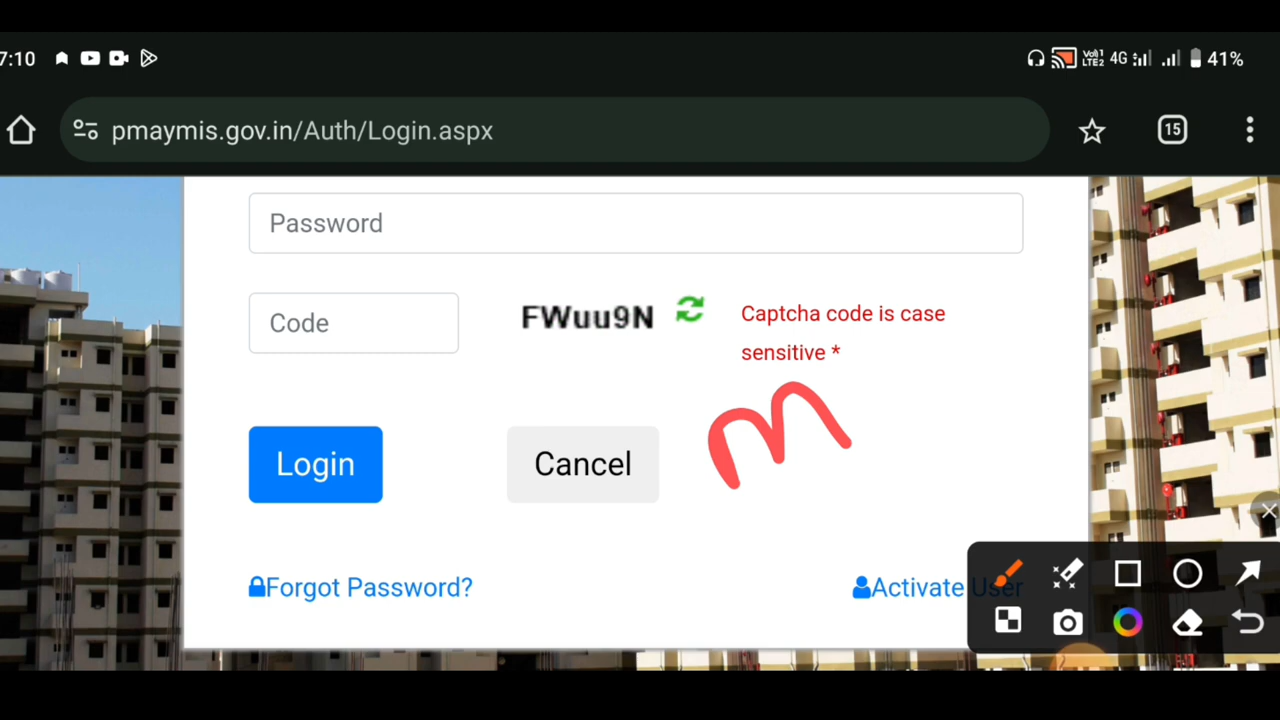 7:10
4G
41%
pmaymis.gov.in/Auth/Login.aspx
15
Password
Code
FWuu9N
Captcha code is case
sensitive *
m
Login
Cancel
Forgot Password?
Activate User